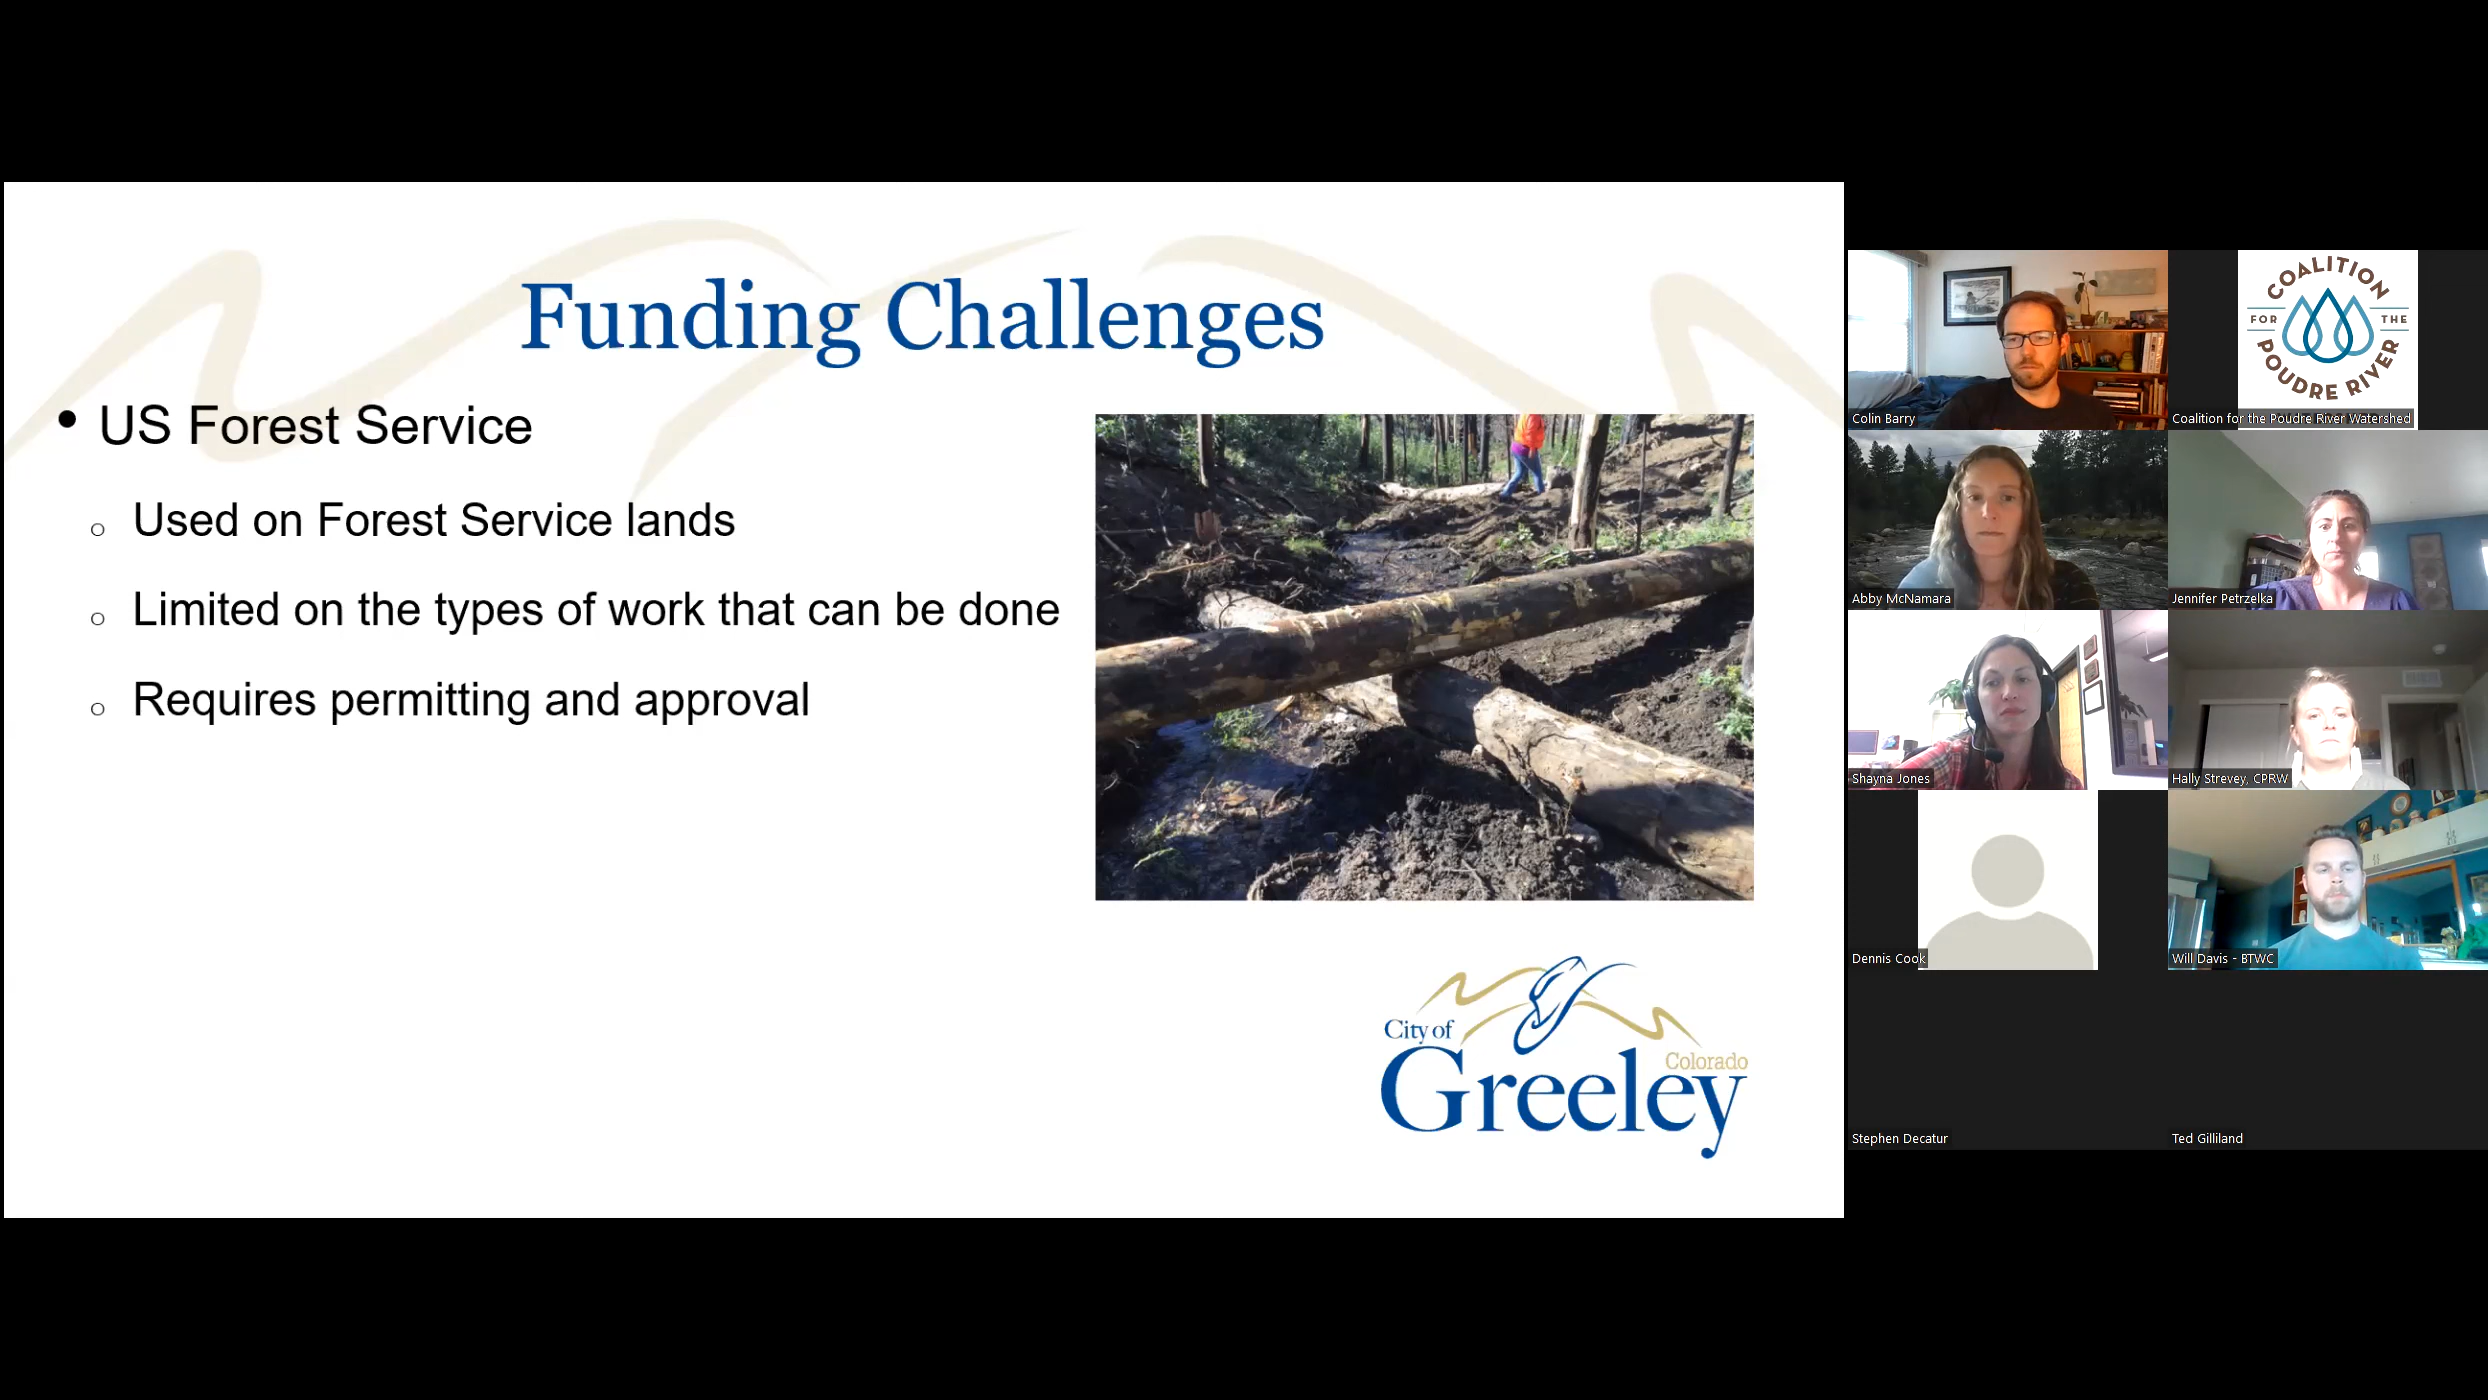 Funding Challenges
• US Forest Service
o Used on Forest Service lands
o Limited on the types of work that can be done
o Requires permitting and approval
City of
Greeley
Colorado
Colin Barry
COALITION
FOR THE
POUDRE RIVER
Coalition for the Poudre River Watershed
Abby McNamara
Jennifer Petrzelka
Shayna Jones
Hally Strevey, CPRW
Dennis Cook
Will Davis - BTWC
Stephen Decatur
Ted Gilliland